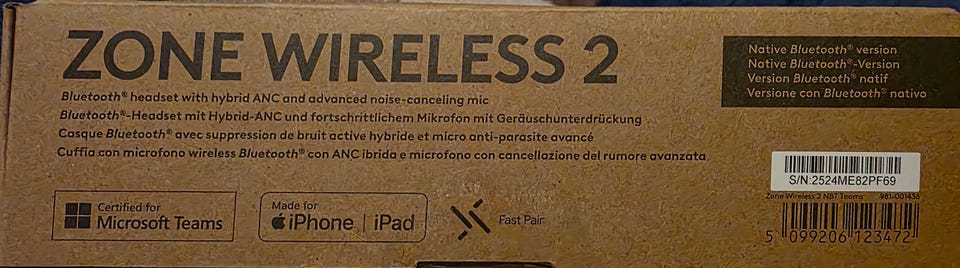 ZONE WIRELESS 2
Bluetooth® headset with hybrid ANC and advanced noise-canceling mic
Bluetooth®-Headset mit Hybrid-ANC und fortschrittlichem Mikrofon mit Geräuschunterdrückung
Casque Bluetooth® avec suppression de bruit active hybride et micro anti-parasite avancé
Cuffia con microfono wireless Bluetooth® con ANC ibrida e microfono con cancellazione del rumore avanzata.
Native Bluetooth® version
Native Bluetooth®-Version
Version Bluetooth® natif
Versione con Bluetooth® nativo
Certified for
Microsoft Teams
Made for
iPhone | iPad
Fast Pair
S/N:2524ME82PF69
Zone Wireless 2 NBT Teams 981-001436
5 099206 123472